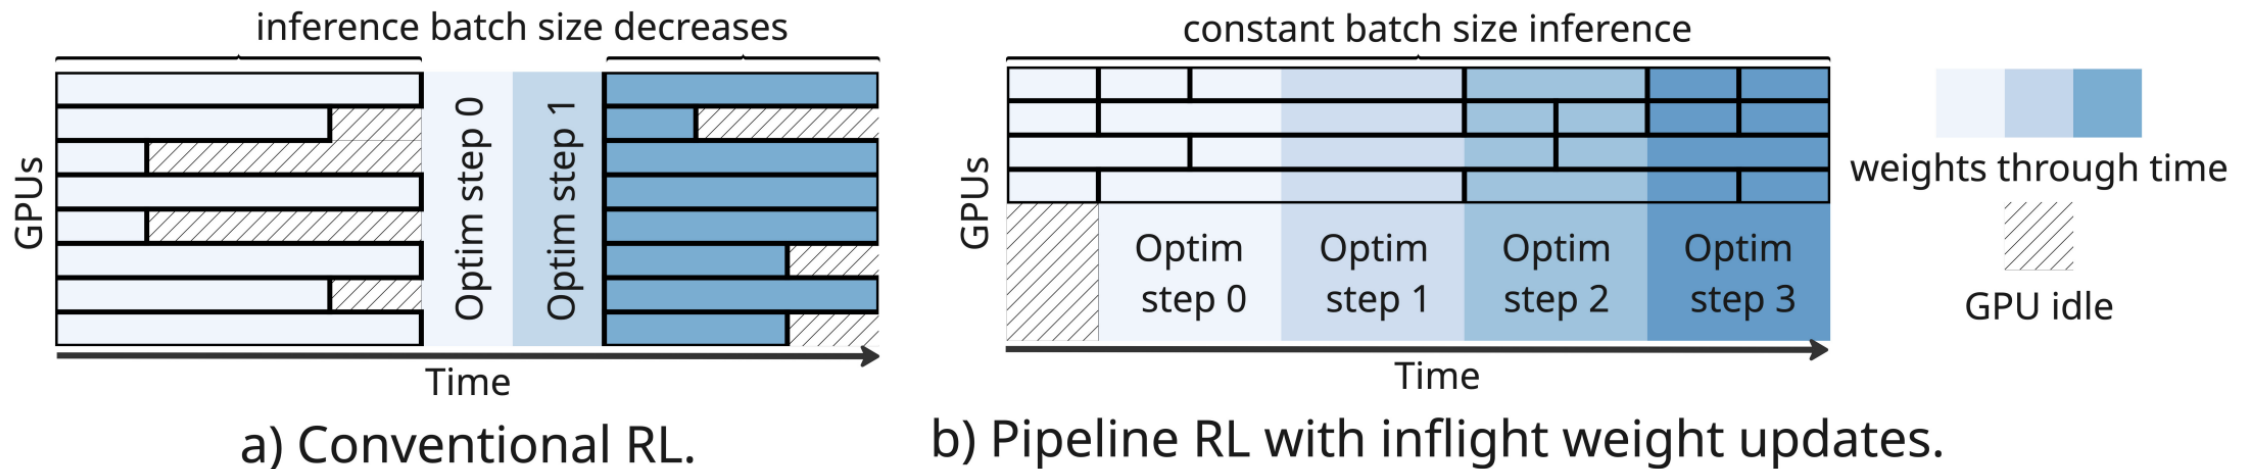 inference batch size decreases
GPUs
Optim step 0
Optim step 1
Time
a) Conventional RL.
constant batch size inference
GPUs
Optim
step 0
Optim
step 1
Optim
step 2
Optim
step 3
Time
b) Pipeline RL with inflight weight updates.
weights through time
GPU idle